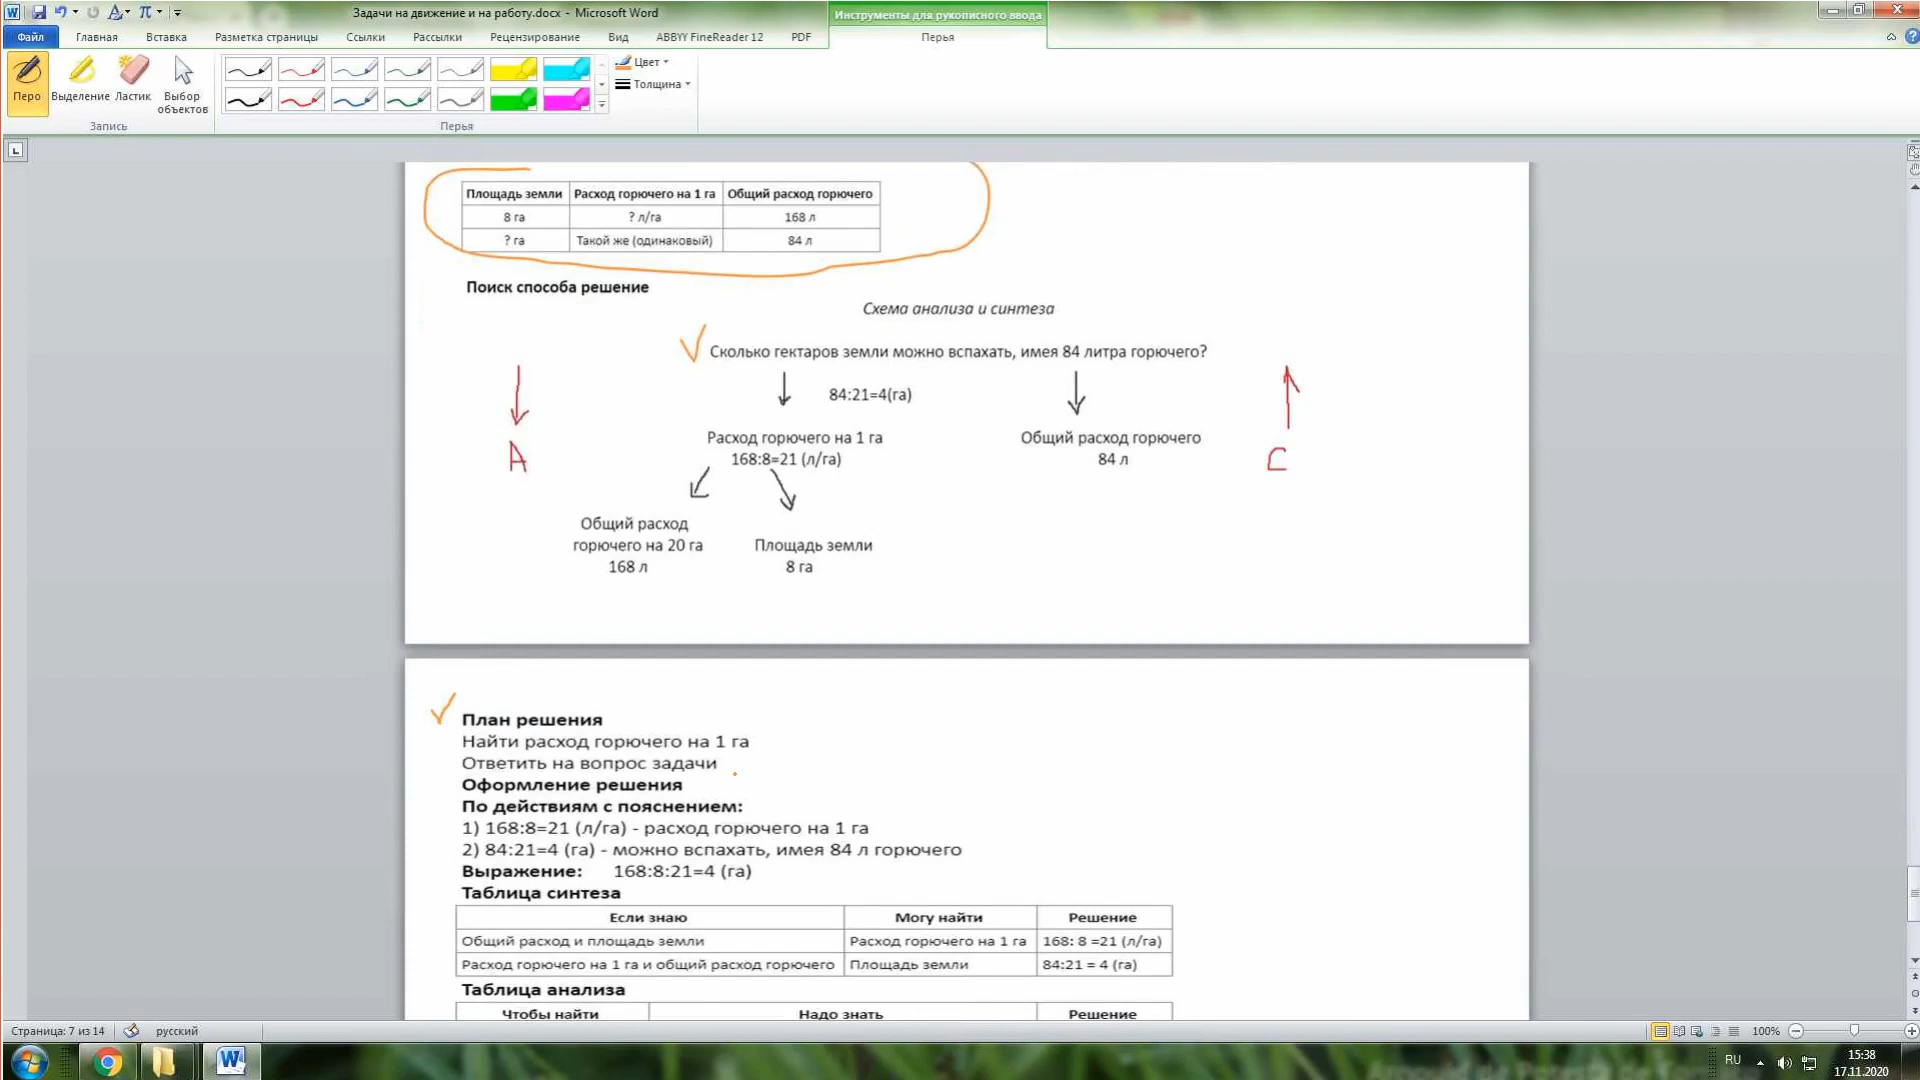 Задачи на движение и на работу.docx - Microsoft Word
Инструменты для рукописного ввода
Файл Главная Вставка Разметка страницы Ссылки Рассылки Рецензирование Вид ABBYY FineReader 12 PDF Перья
Цвет
Толщина
Перо Выделение Ластик Выбор объектов
Запись Перья
Площадь земли Расход горючего на 1 га Общий расход горючего
8 га ? л/га 168 л
? га Такой же (одинаковый) 84 л
Поиск способа решение
Схема анализа и синтеза
Сколько гектаров земли можно вспахать, имея 84 литра горючего?
84:21=4(га)
Расход горючего на 1 га Общий расход горючего
168:8=21 (л/га) 84 л
А С
Общий расход
горючего на 20 га Площадь земли
168 л 8 га
План решения
Найти расход горючего на 1 га
Ответить на вопрос задачи
Оформление решения
По действиям с пояснением:
1) 168:8=21 (л/га) - расход горючего на 1 га
2) 84:21=4 (га) - можно вспахать, имея 84 л горючего
Выражение: 168:8:21=4 (га)
Таблица синтеза
Если знаю Могу найти Решение
Общий расход и площадь земли Расход горючего на 1 га 168: 8 =21 (л/га)
Расход горючего на 1 га и общий расход горючего Площадь земли 84:21 = 4 (га)
Таблица анализа
Чтобы найти Надо знать Решение
Страница: 7 из 14 русский 100%
RU 15:38
17.11.2020